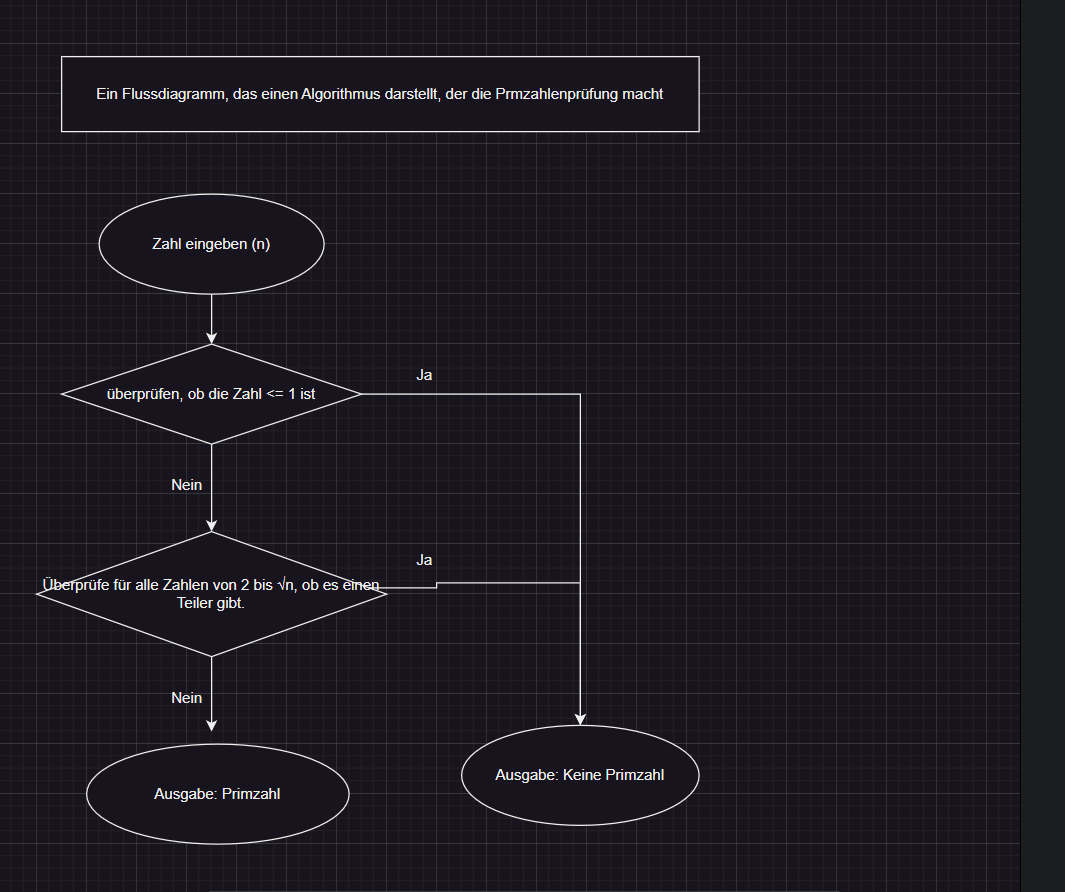 Ein Flussdiagramm, das einen Algorithmus darstellt, der die Prmzahlenprüfung macht
Zahl eingeben (n)
überprüfen, ob die Zahl <= 1 ist
Ja
Nein
Überprüfe für alle Zahlen von 2 bis √n, ob es einen
Teiler gibt.
Ja
Nein
Ausgabe: Primzahl
Ausgabe: Keine Primzahl